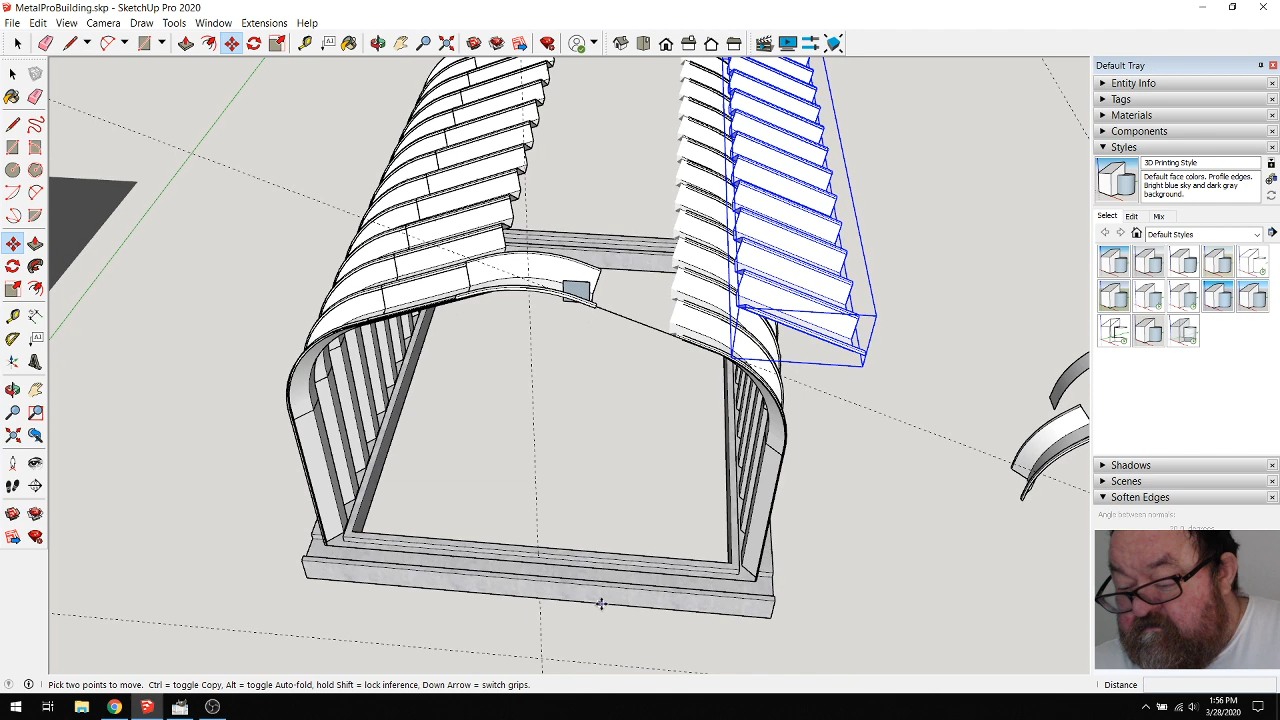 MetalProBuilding.skp - SketchUp Pro 2020
File Edit View Camera Draw Tools Window Extensions Help
Default Tray
Entity Info
Tags
Materials
Components
Styles
3D Printing Style
Default face colors. Profile edges.
Bright blue sky and dark gray
background.
Select Edit Mix
Default Styles
Shadows
Scenes
Soften Edges
Angle between normals:
Pick two points to move. Ctrl = toggle Copy, Alt = toggle Auto-fold, hold Shift = lock inference, Down Arrow = switch grips.
Distance
1:56 PM
3/28/2020